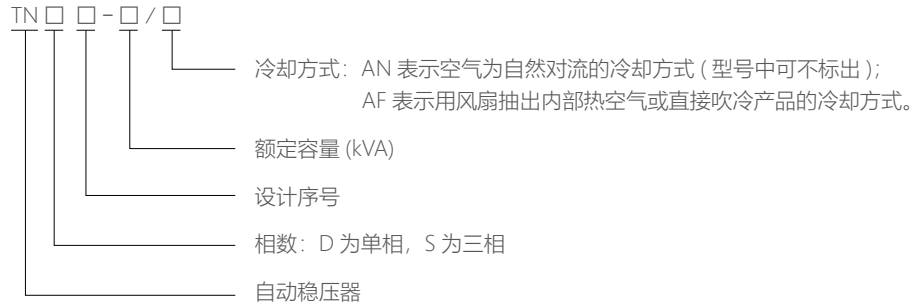 TN □ □ - □ / □
冷却方式：AN 表示空气为自然对流的冷却方式 ( 型号中可不标出 )；
AF 表示用风扇抽出内部热空气或直接吹冷产品的冷却方式。
额定容量 (kVA)
设计序号
相数：D 为单相，S 为三相
自动稳压器